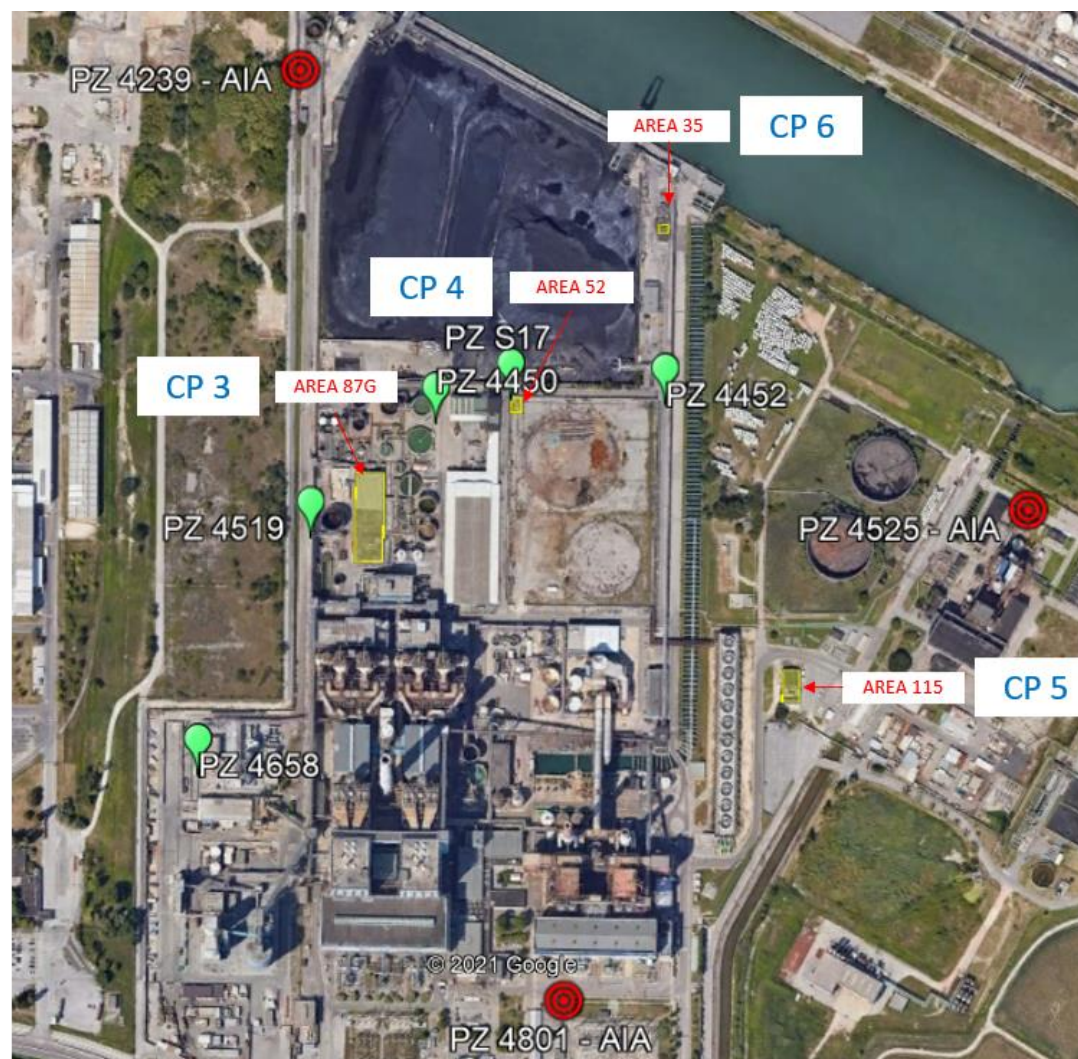 PZ 4239 - AIA
AREA 35
CP 6
CP 4
AREA 52
PZ S17
CP 3
AREA 87G
PZ 4450
PZ 4452
PZ 4519
PZ 4525 - AIA
AREA 115
CP 5
PZ 4658
© 2021 Google
PZ 4801 - AIA